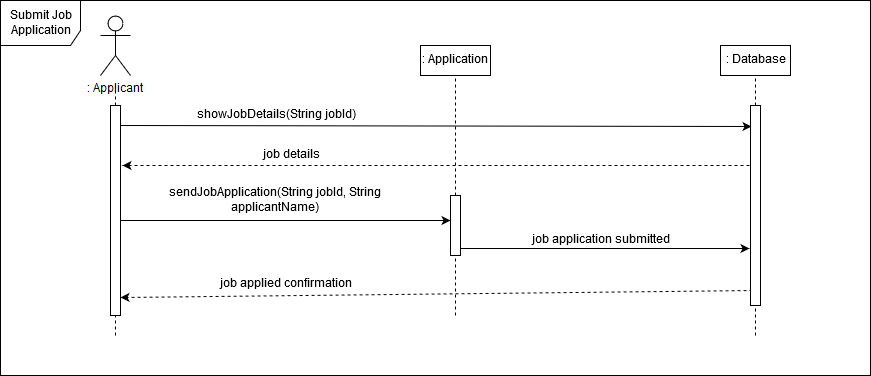 Submit Job
Application
: Applicant
: Application
: Database
showJobDetails(String jobId)
job details
sendJobApplication(String jobId, String
applicantName)
job application submitted
job applied confirmation